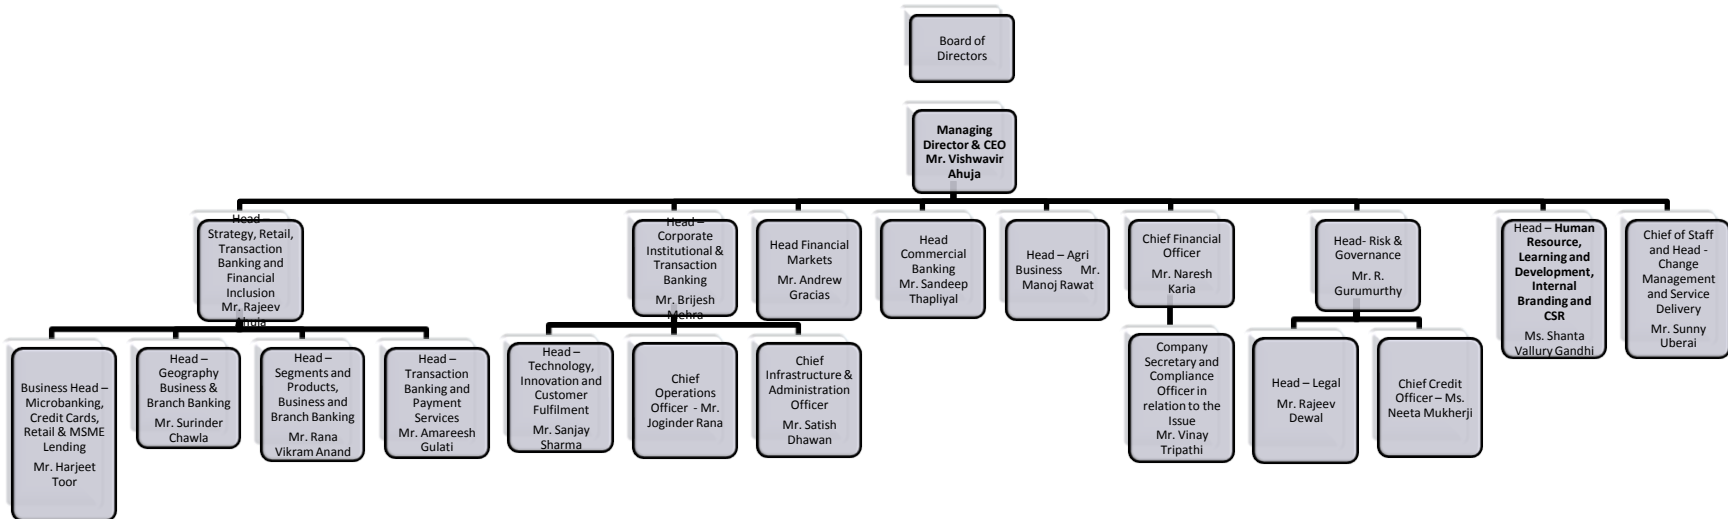 Board of
Directors
Managing
Director & CEO
Mr. Vishwavir
Ahuja
Head –
Strategy, Retail,
Transaction
Banking and
Financial
Inclusion
Mr. Rajeev
Ahuja
Head –
Corporate
Institutional &
Transaction
Banking
Mr. Brijesh
Mehra
Head Financial
Markets
Mr. Andrew
Gracias
Head
Commercial
Banking
Mr. Sandeep
Thapliyal
Head – Agri
Business Mr.
Manoj Rawat
Chief Financial
Officer
Mr. Naresh
Karia
Head- Risk &
Governance
Mr. R.
Gurumurthy
Head – Human
Resource,
Learning and
Development,
Internal
Branding and
CSR
Ms. Shanta
Vallury Gandhi
Chief of Staff
and Head -
Change
Management
and Service
Delivery
Mr. Sunny
Uberai
Business Head –
Microbanking,
Credit Cards,
Retail & MSME
Lending
Mr. Harjeet
Toor
Head –
Geography
Business &
Branch Banking
Mr. Surinder
Chawla
Head –
Segments and
Products,
Business and
Branch Banking
Mr. Rana
Vikram Anand
Head –
Transaction
Banking and
Payment
Services
Mr. Amareesh
Gulati
Head –
Technology,
Innovation and
Customer
Fulfilment
Mr. Sanjay
Sharma
Chief
Operations
Officer - Mr.
Joginder Rana
Chief
Infrastructure &
Administration
Officer
Mr. Satish
Dhawan
Company
Secretary and
Compliance
Officer in
relation to the
Issue
Mr. Vinay
Tripathi
Head – Legal
Mr. Rajeev
Dewal
Chief Credit
Officer – Ms.
Neeta Mukherji